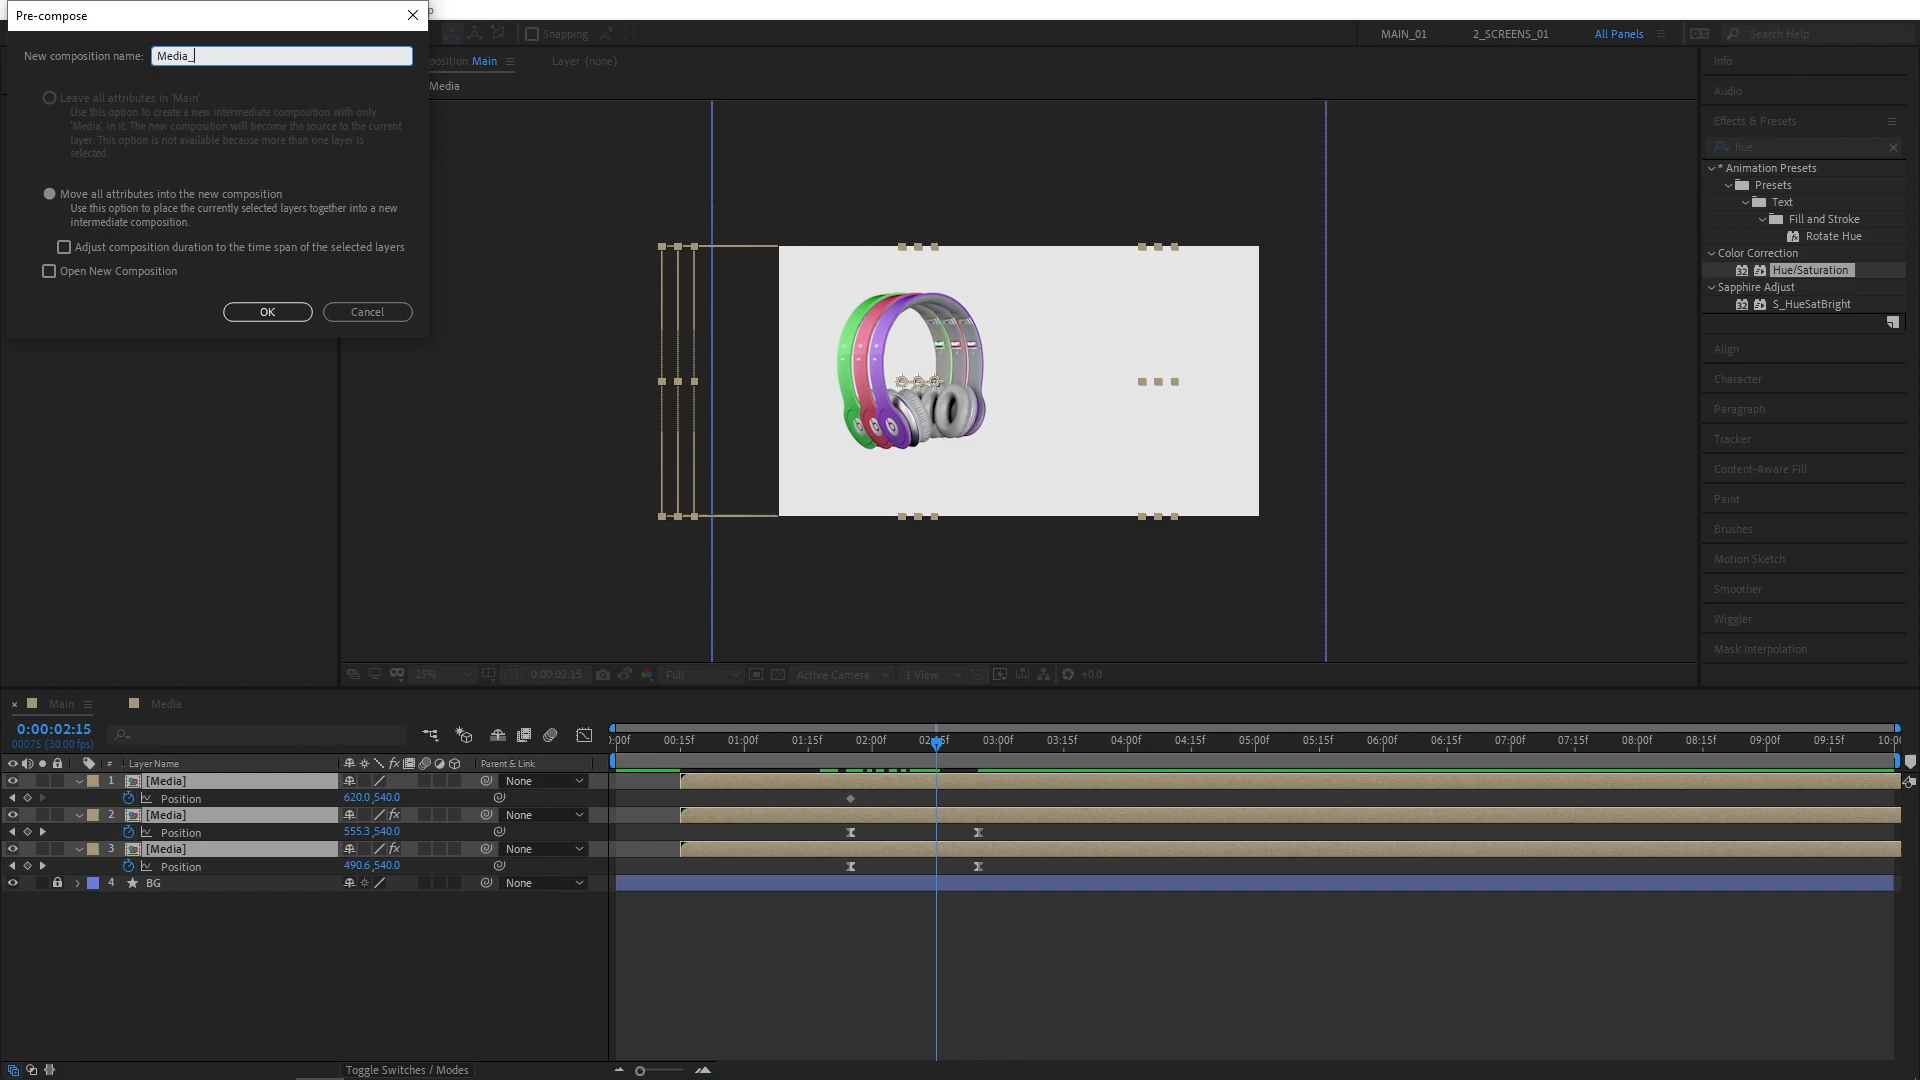 Pre-compose
New composition name: Media_
Leave all attributes in 'Main'
Use this option to create a new intermediate composition with only
'Media', in it. The new composition will become the source to the current
layer. This option is not available because more than one layer is
selected.
Move all attributes into the new composition
Use this option to place the currently selected layers together into a new
intermediate composition.
Adjust composition duration to the time span of the selected layers
Open New Composition
OK
Cancel
Snapping
MAIN_01
2_SCREENS_01
All Panels
Search Help
position Main
Layer (none)
Media
Info
Audio
Effects & Presets
hue
* Animation Presets
Presets
Text
Fill and Stroke
Rotate Hue
Color Correction
32 Hue/Saturation
Sapphire Adjust
32 S_HueSatBright
Align
Character
Paragraph
Tracker
Content-Aware Fill
Paint
Brushes
Motion Sketch
Smoother
Wiggler
Mask Interpolation
25%
0:00:02:15
Full
Active Camera
1 View
+0.0
Main
Media
0:00:02:15
00075 (30.00 fps)
:00f 00:15f 01:00f 01:15f 02:00f 03:00f 03:15f 04:00f 04:15f 05:00f 05:15f 06:00f 06:15f 07:00f 07:15f 08:00f 08:15f 09:00f 09:15f 10:0
# Layer Name fx Parent & Link
1 [Media] None
Position 620.0,540.0
2 [Media] fx None
Position 555.3,540.0
3 [Media] fx None
Position 490.6,540.0
4 BG None
Toggle Switches / Modes